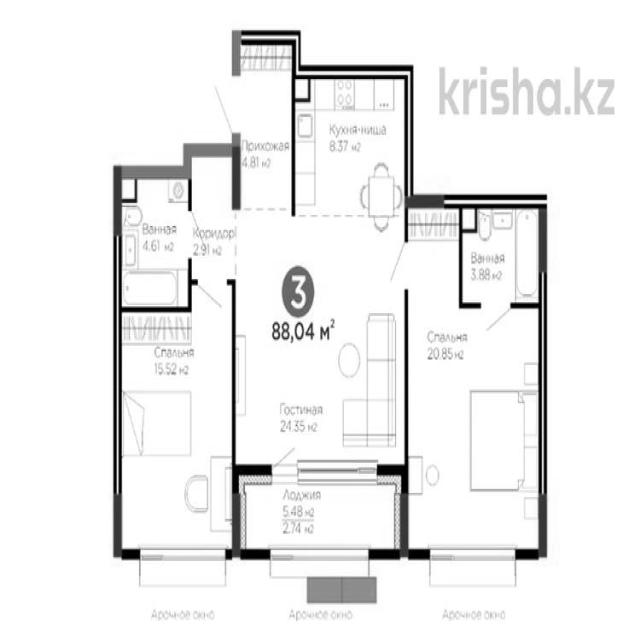 krisha.kz
Прихожая
4.81 м2
Кухня-ниша
8.37 м2
Ванная
4.61 м2
Коридор
2.91 м2
Ванная
3.88 м2
3
88,04 м²
Спальня
15.52 м2
Спальня
20.85 м2
Гостиная
24.35 м2
Лоджия
5.48 м2
2.74 м2
Арочное окно
Арочное окно
Арочное окно